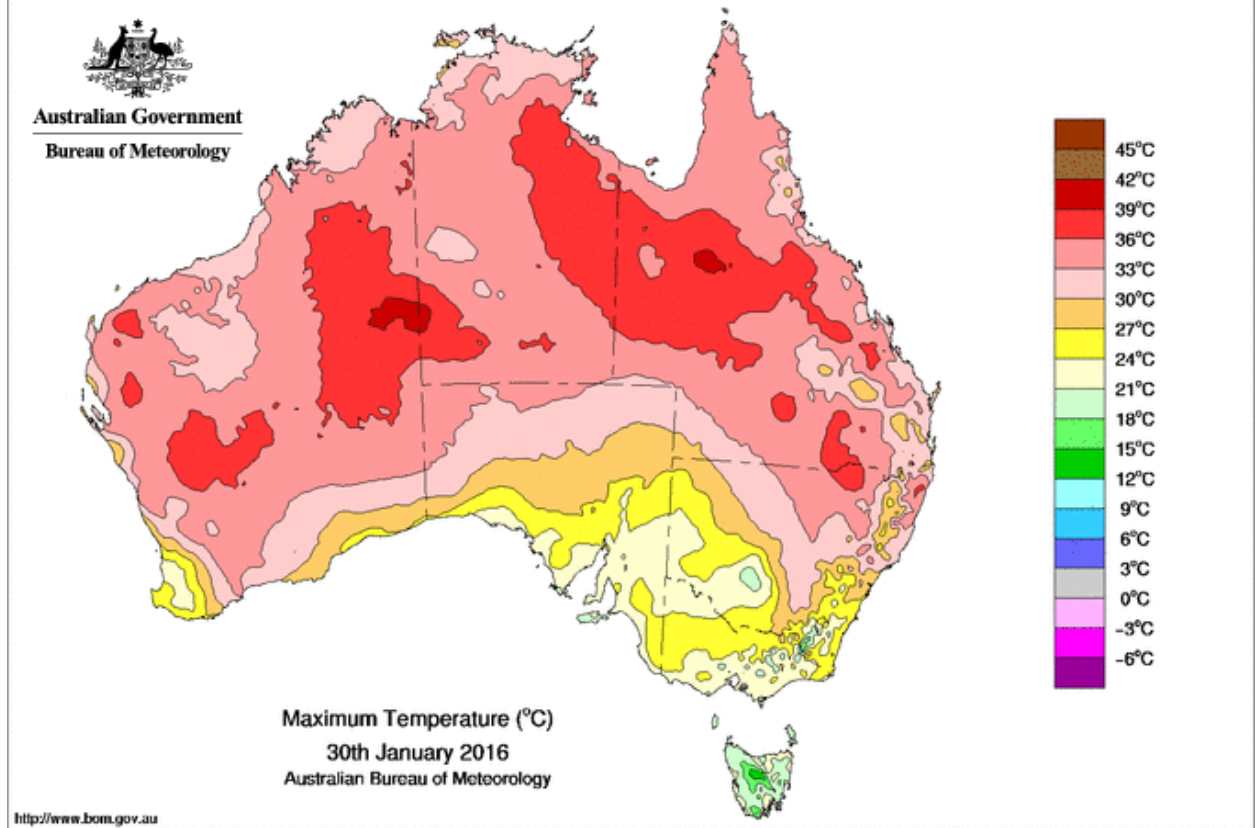 Australian Government
Bureau of Meteorology
45°C
42°C
39°C
36°C
33°C
30°C
27°C
24°C
21°C
18°C
15°C
12°C
9°C
6°C
3°C
0°C
-3°C
-6°C
Maximum Temperature (°C)
30th January 2016
Australian Bureau of Meteorology
http://www.bom.gov.au